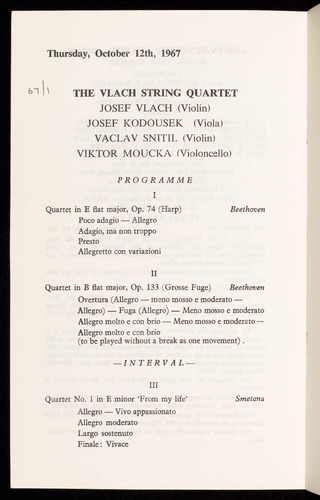 Thursday, October 12th, 1967
67/1
THE VLACH STRING QUARTET
JOSEF VLACH (Violin)
JOSEF KODOUSEK (Viola)
VACLAV SNITIL (Violin)
VIKTOR MOUCKA (Violoncello)
PROGRAMME
I
Quartet in E flat major, Op. 74 (Harp) Beethoven
Poco adagio — Allegro
Adagio, ma non troppo
Presto
Allegretto con variazioni
II
Quartet in B flat major, Op. 133 (Grosse Fuge) Beethoven
Overtura (Allegro — meno mosso e moderato —
Allegro) — Fuga (Allegro) — Meno mosso e moderato
Allegro molto e con brio — Meno mosso e moderato —
Allegro molto e con brio
(to be played without a break as one movement) .
—INTERVAL—
III
Quartet No. 1 in E minor 'From my life' Smetana
Allegro — Vivo appassionato
Allegro moderato
Largo sostenuto
Finale: Vivace